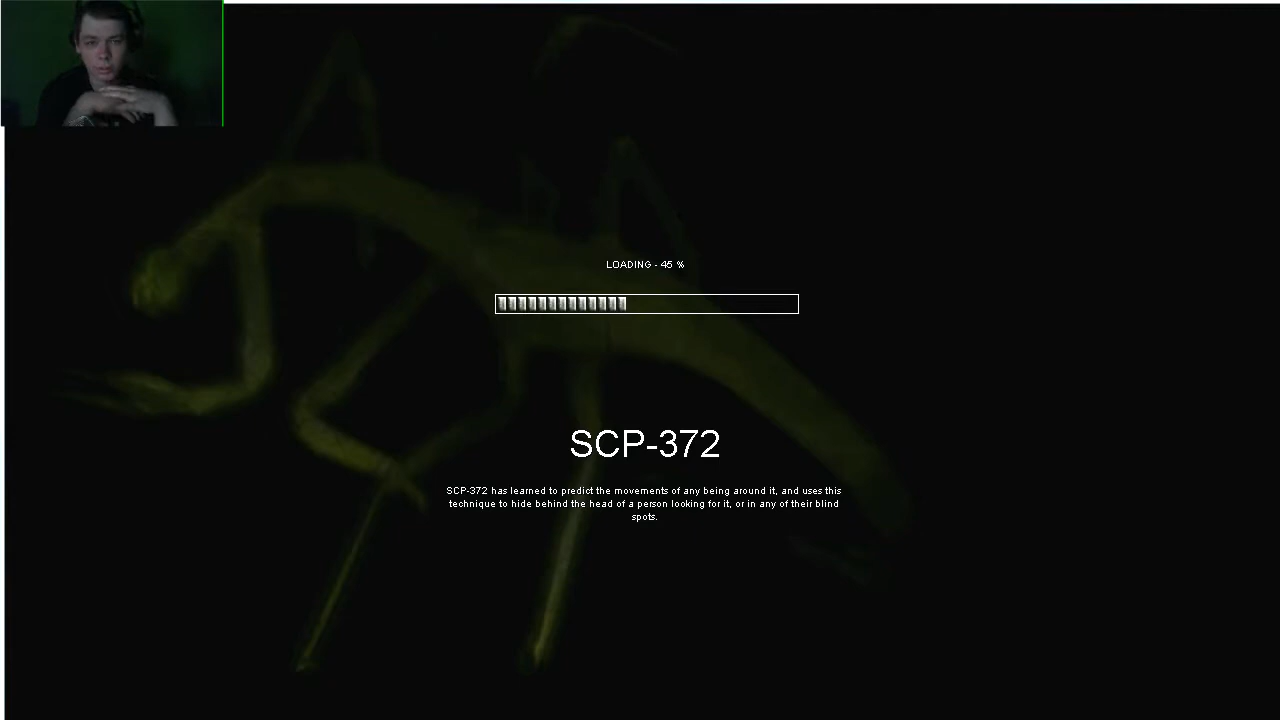 LOADING - 45 %
SCP-372
SCP-372 has learned to predict the movements of any being around it, and uses this
technique to hide behind the head of a person looking for it, or in any of their blind
spots.